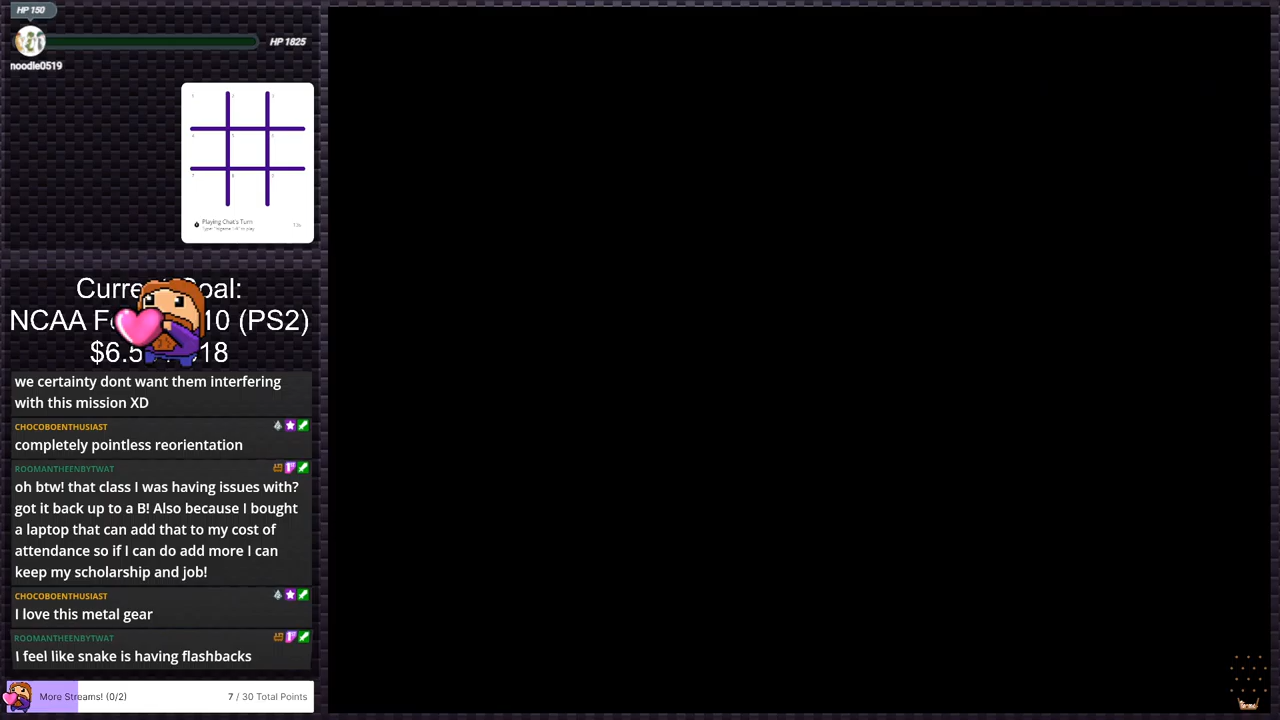 HP 150
HP 1825
noodle0519
Playing Chat's Turn
Current Goal:
NCAA 10 (PS2)
$6.5 18
we certainty dont want them interfering
with this mission XD
CHOCOBOENTHUSIAST
completely pointless reorientation
ROOMANTHEENBYTWAT
oh btw! that class I was having issues with?
got it back up to a B! Also because I bought
a laptop that can add that to my cost of
attendance so if I can do add more I can
keep my scholarship and job!
CHOCOBOENTHUSIAST
I love this metal gear
ROOMANTHEENBYTWAT
I feel like snake is having flashbacks
More Streams! (0/2)
7 / 30 Total Points